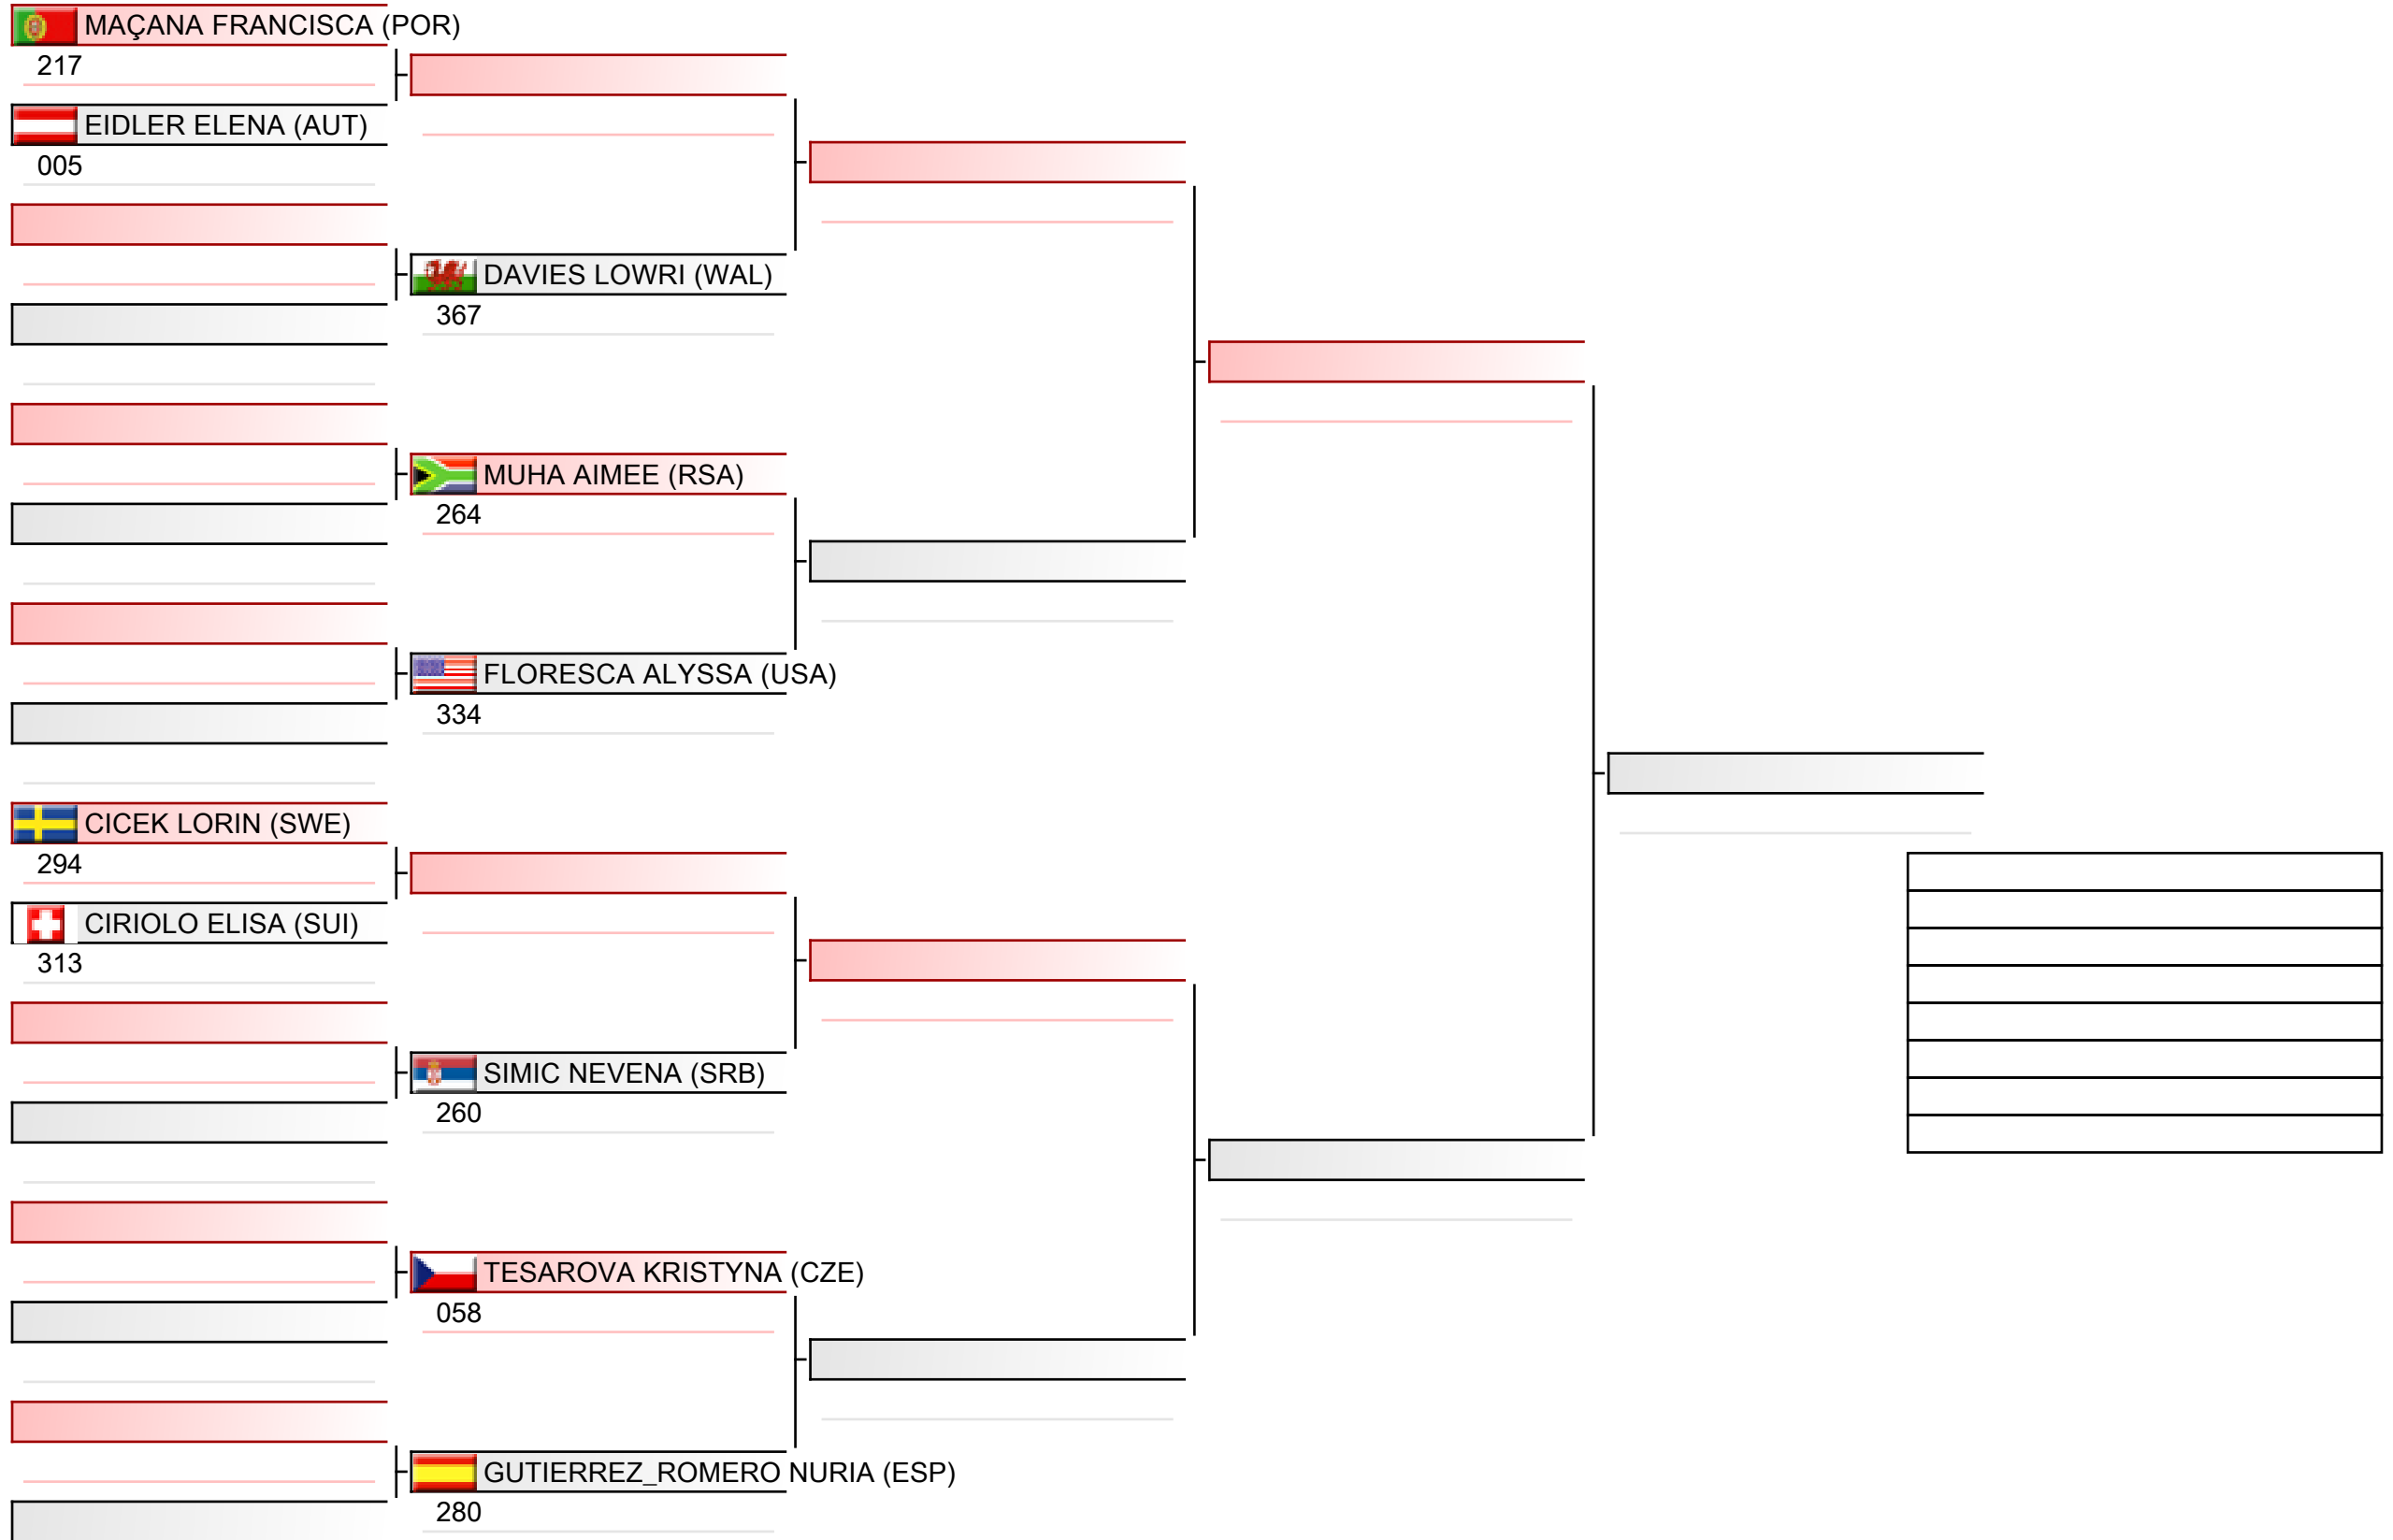 MAÇANA FRANCISCA (POR)
217
EIDLER ELENA (AUT)
005
DAVIES LOWRI (WAL)
367
MUHA AIMEE (RSA)
264
FLORESCA ALYSSA (USA)
334
CICEK LORIN (SWE)
294
CIRIOLO ELISA (SUI)
313
SIMIC NEVENA (SRB)
260
TESAROVA KRISTYNA (CZE)
058
GUTIERREZ_ROMERO NURIA (ESP)
280